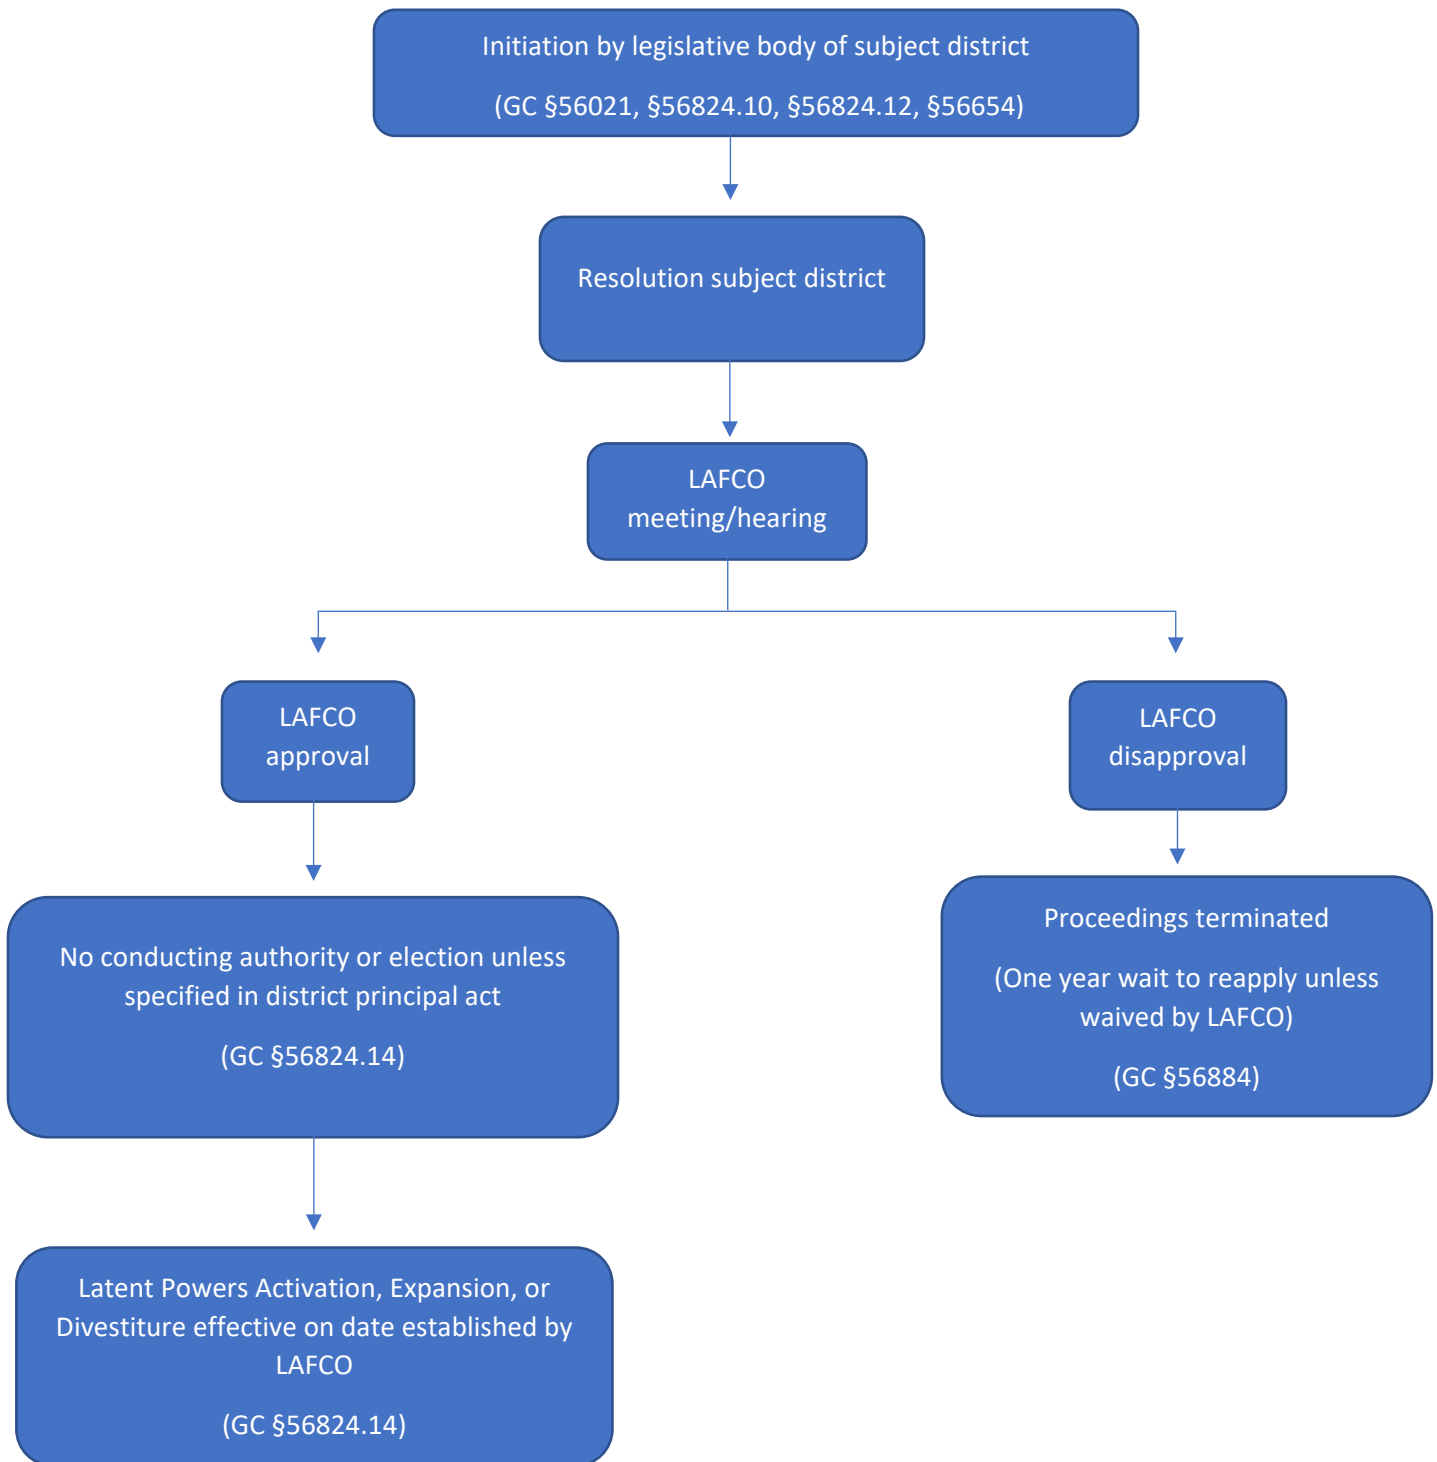 Initiation by legislative body of subject district
(GC §56021, §56824.10, §56824.12, §56654)
Resolution subject district
LAFCO
meeting/hearing
LAFCO
approval
LAFCO
disapproval
No conducting authority or election unless
specified in district principal act
(GC §56824.14)
Proceedings terminated
(One year wait to reapply unless
waived by LAFCO)
(GC §56884)
Latent Powers Activation, Expansion, or
Divestiture effective on date established by
LAFCO
(GC §56824.14)